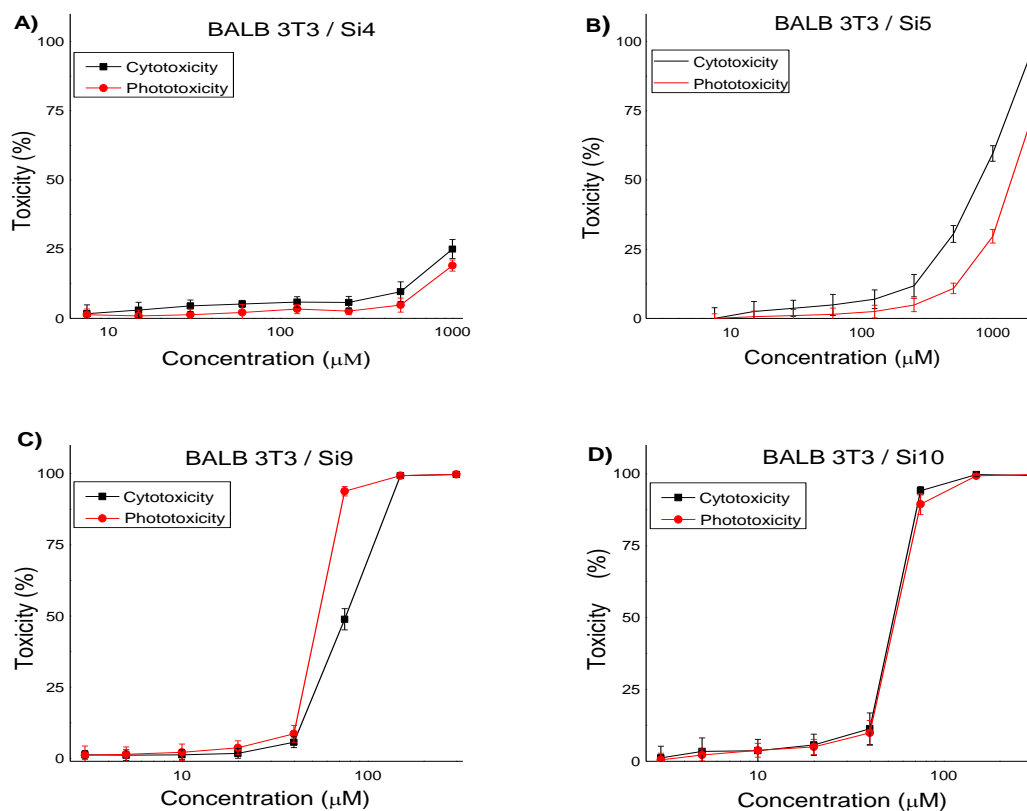 A)
BALB 3T3 / Si4
Cytotoxicity
Phototoxicity
Toxicity (%)
100
75
50
25
0
10
100
1000
Concentration (μM)
B)
BALB 3T3 / Si5
Cytotoxicity
Phototoxicity
Toxicity (%)
100
75
50
25
0
10
100
1000
Concentration (μM)
C)
BALB 3T3 / Si9
Cytotoxicity
Phototoxicity
Toxicity (%)
100
75
50
25
0
10
100
Concentration (μM)
D)
BALB 3T3 / Si10
Cytotoxicity
Phototoxicity
Toxicity (%)
100
75
50
25
0
10
100
Concentration (μM)